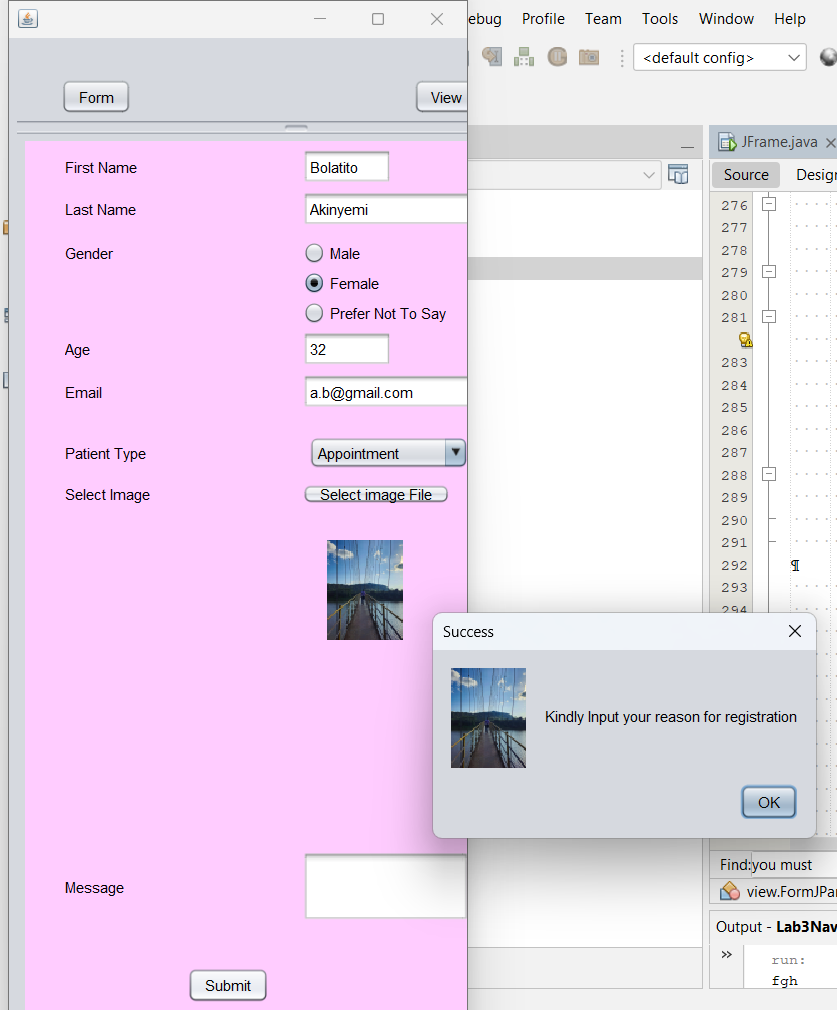 Debug Profile Team Tools Window Help
<default config>
Form
View
First Name
Bolatito
Last Name
Akinyemi
Gender
Male
Female
Prefer Not To Say
Age
32
Email
a.b@gmail.com
Patient Type
Appointment
Select Image
Select image File
Message
Submit
Success
Kindly Input your reason for registration
OK
JFrame.java
Source Design
276
277
278
279
280
281
283
284
285
286
287
288
289
290
291
292 ¶
293
294
Find: you must
view.FormJPa
Output - Lab3Nav
run:
fgh